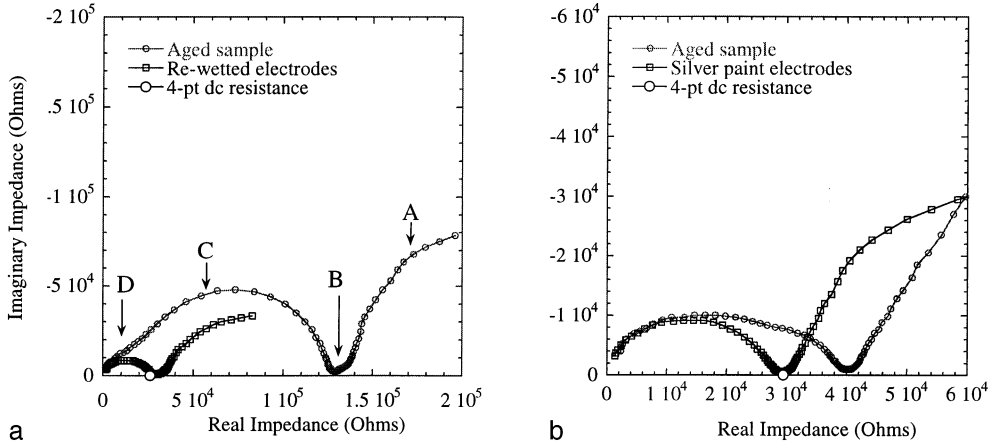 -2 10⁵
Aged sample
Re-wetted electrodes
4-pt dc resistance
.5 10⁵
-1 10⁵
-5 10⁴
0
A
B
C
D
0
5 10⁴
1 10⁵
1.5 10⁵
2 10⁵
Imaginary Impedance (Ohms)
Real Impedance (Ohms)
a
-6 10⁴
Aged sample
Silver paint electrodes
4-pt dc resistance
-5 10⁴
-4 10⁴
-3 10⁴
-2 10⁴
-1 10⁴
0
0
1 10⁴
2 10⁴
3 10⁴
4 10⁴
5 10⁴
6 10⁴
Real Impedance (Ohms)
b